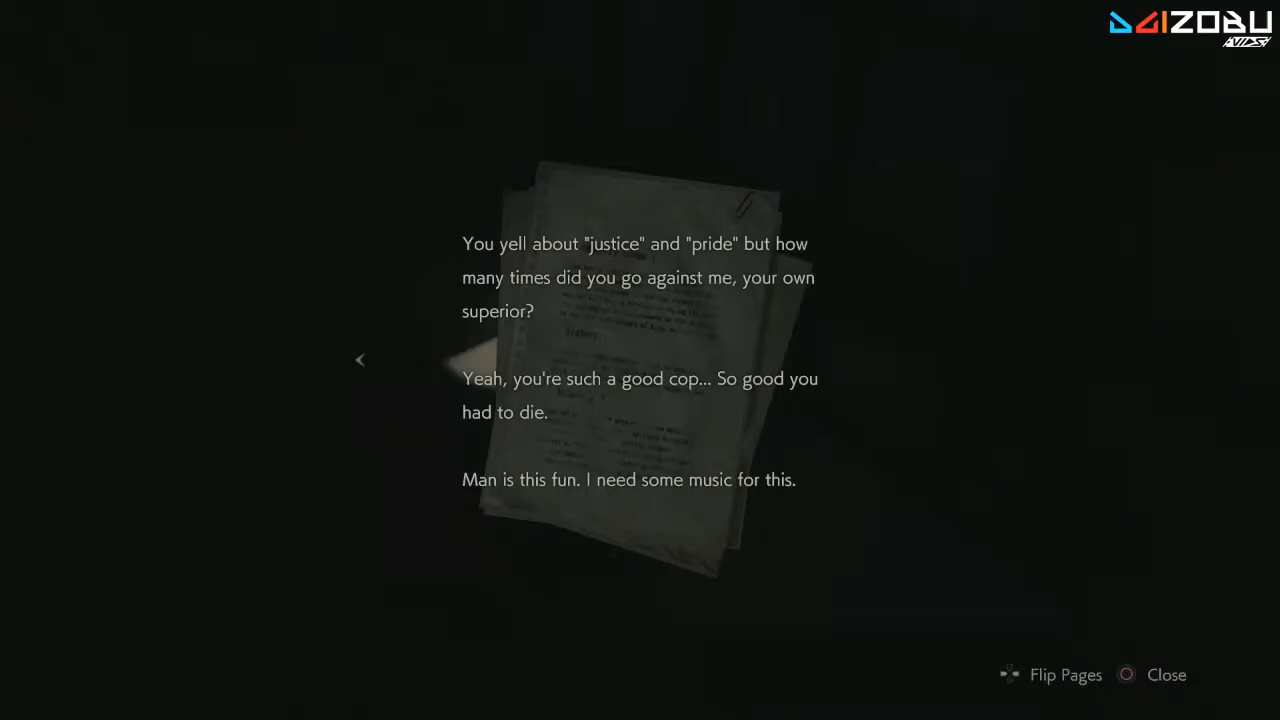 DAIZOBU
VIDS
You yell about "justice" and "pride" but how
many times did you go against me, your own
superior?
Yeah, you're such a good cop... So good you
had to die.
Man is this fun. I need some music for this.
Flip Pages
Close